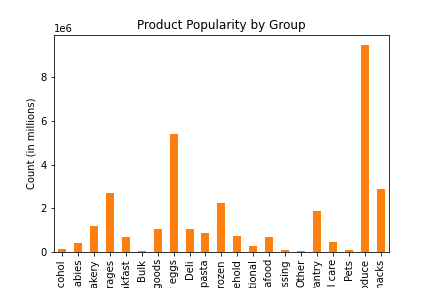 Product Popularity by Group
1e6
Count (in millions)
8
6
4
2
0
cohol
abies
akery
rages
kfast
Bulk
goods
eggs
Deli
pasta
rozen
ehold
tional
afood
ssing
Other
antry
l care
Pets
duce
nacks